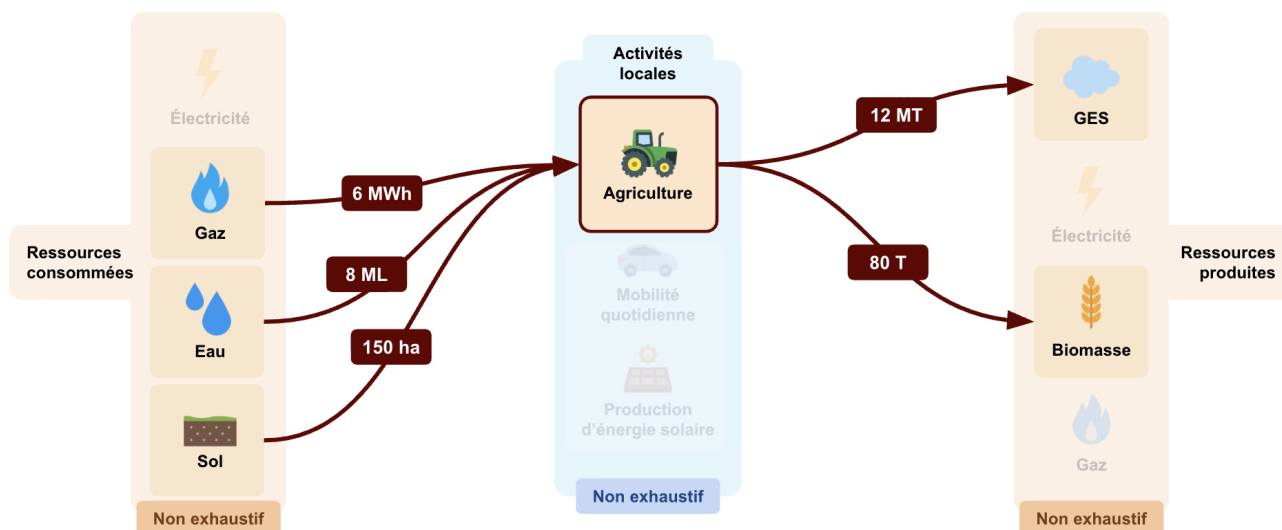 Ressources
consommées
Électricité
Gaz
Eau
Sol
Non exhaustif
6 MWh
8 ML
150 ha
Activités
locales
Agriculture
Mobilité
quotidienne
Production
d'énergie solaire
Non exhaustif
12 MT
80 T
GES
Électricité
Biomasse
Gaz
Non exhaustif
Ressources
produites